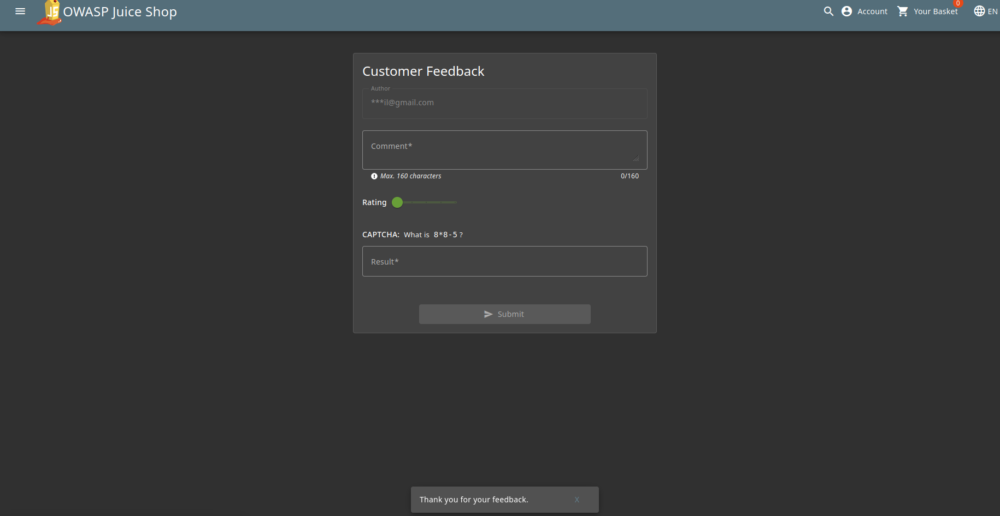 OWASP Juice Shop
Account
Your Basket
0
EN
Customer Feedback
Author
***il@gmail.com
Comment*
Max. 160 characters
0/160
Rating
CAPTCHA: What is 8*8-5 ?
Result*
Submit
Thank you for your feedback.
X